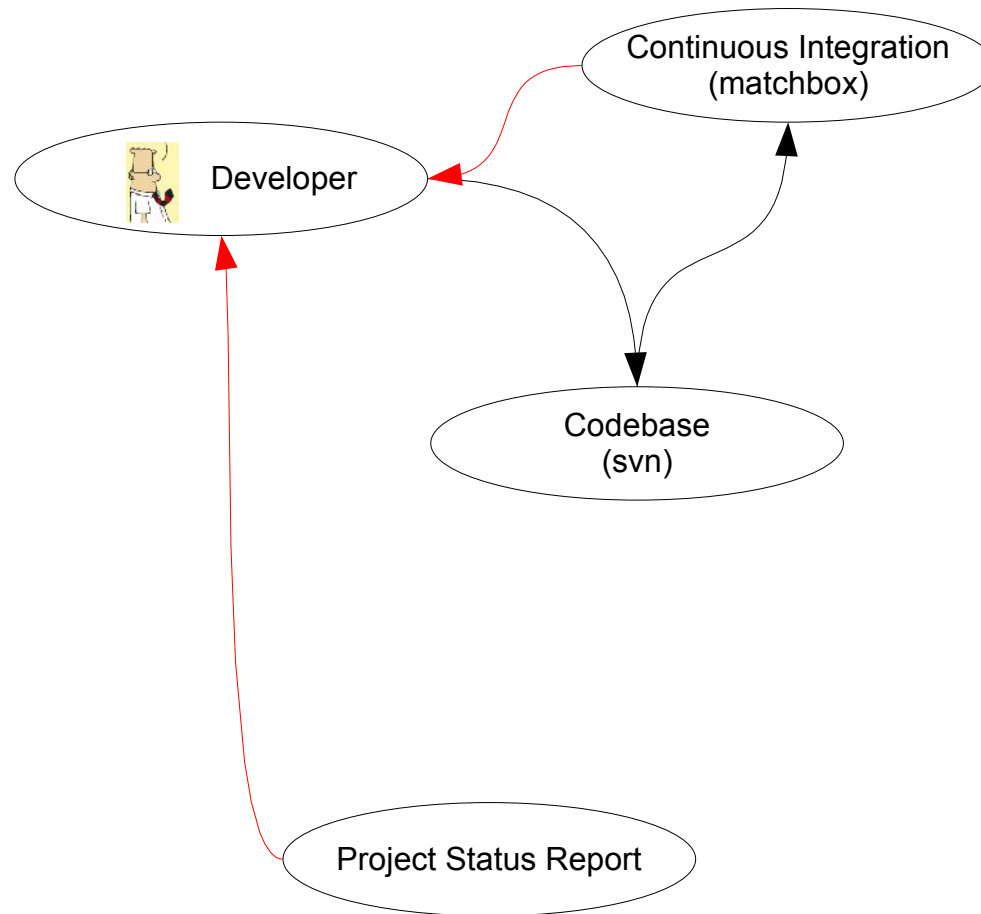 Continuous Integration
(matchbox)
Developer
Codebase
(svn)
Project Status Report